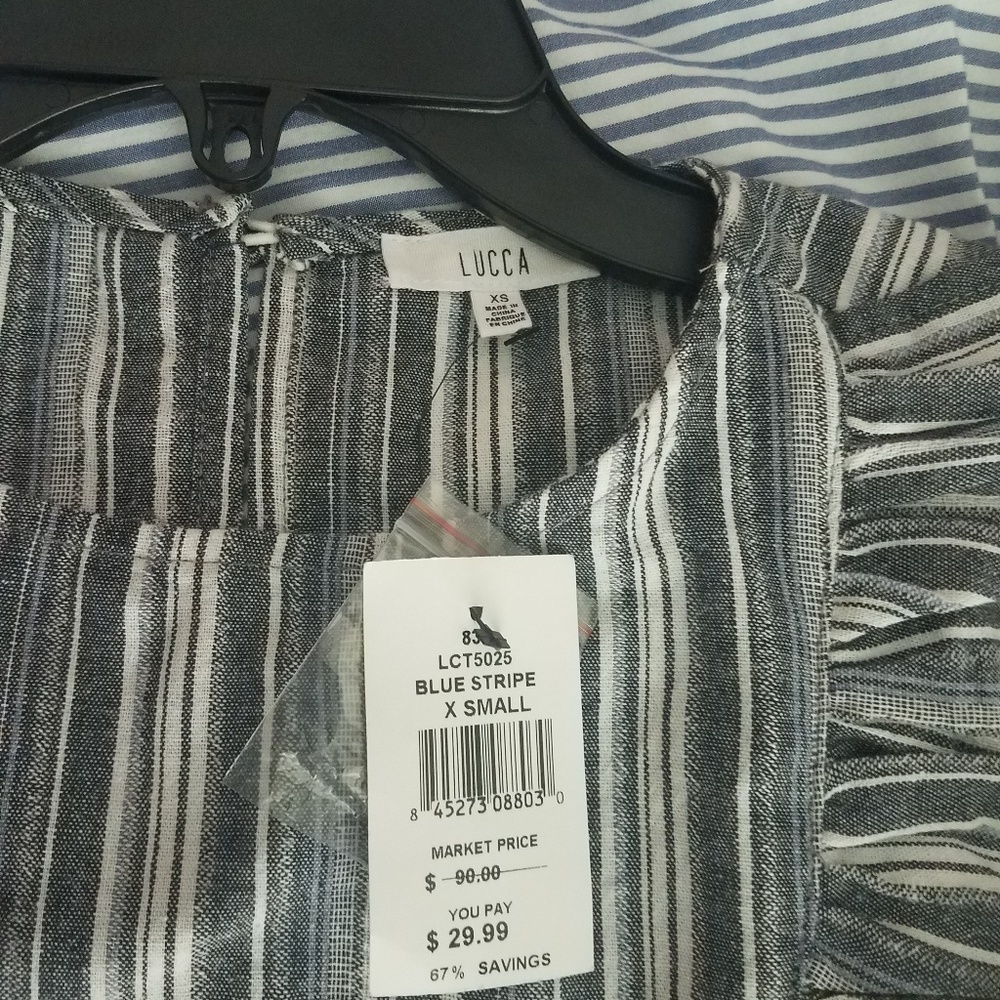 LUCCA
XS
MADE IN
CHINA
FABRIQUE
EN CHINE
LCT5025
BLUE STRIPE
X SMALL
8 45273 08803 0
MARKET PRICE
$ 90.00
YOU PAY
$ 29.99
67% SAVINGS